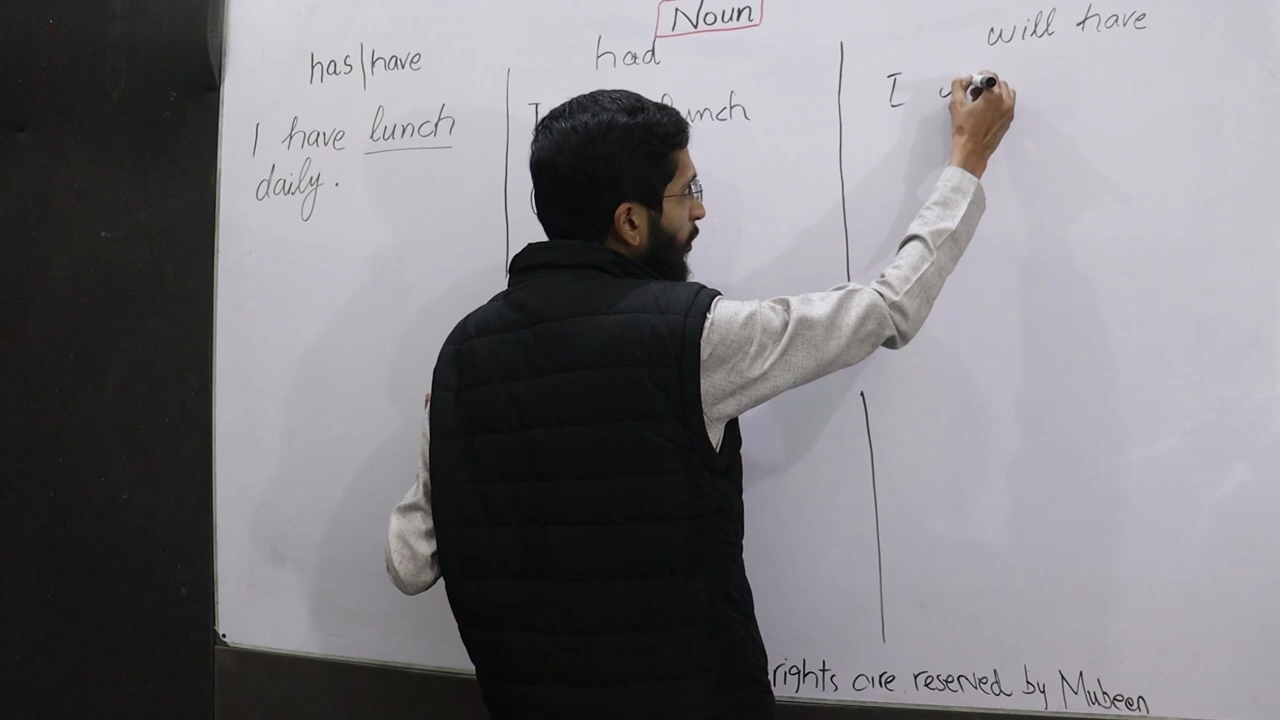 Noun
has|have
I have lunch
daily.
had
I lunch
will have
I
rights are reserved by Mubeen